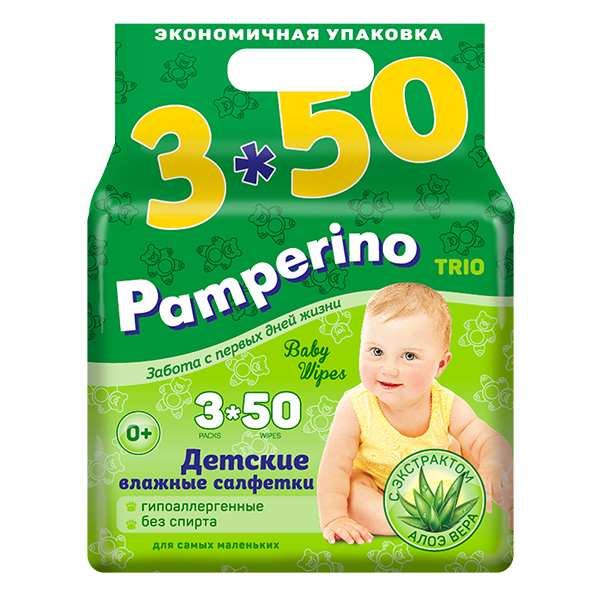 ЭКОНОМИЧНАЯ УПАКОВКА
3*50
Pamperino
TRIO
Забота с первых дней жизни
Baby
Wipes
3*50
PACKS WIPES
0+
Детские
влажные салфетки
гипоаллергенные
без спирта
для самых маленьких
С ЭКСТРАКТОМ
АЛОЭ ВЕРА